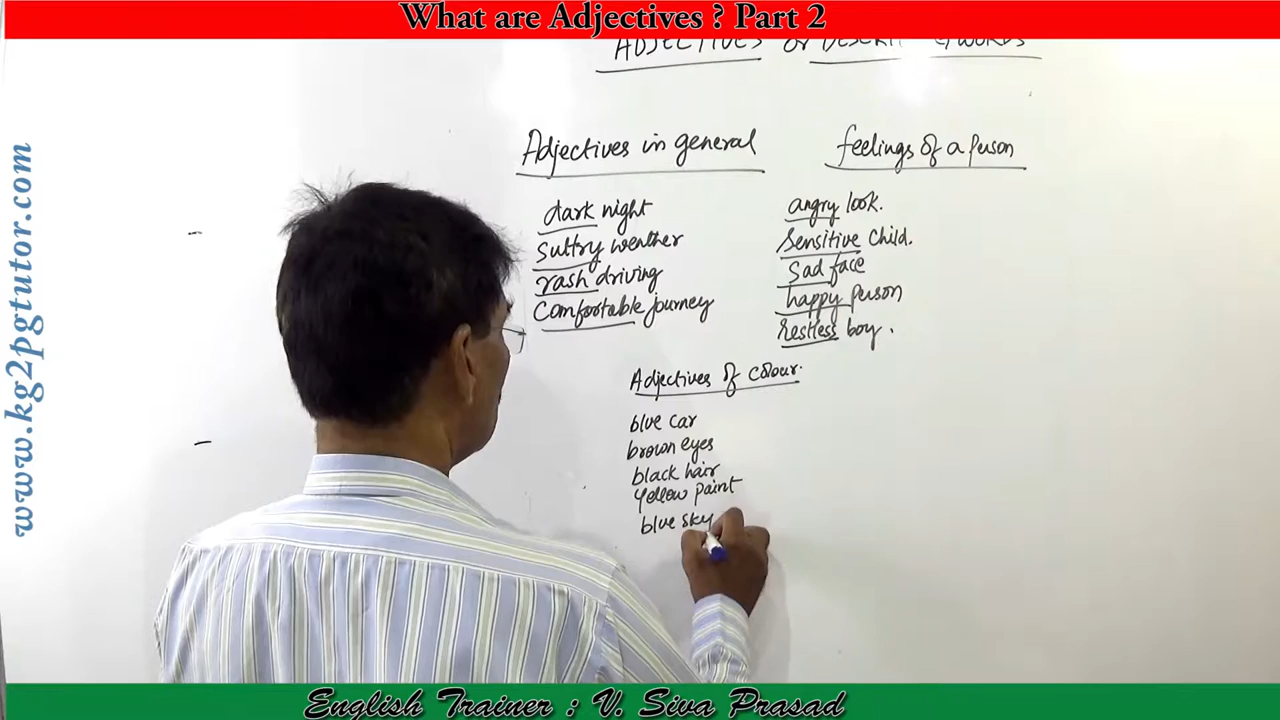 What are Adjectives ? Part 2
ADJECTIVES or WORDS
Adjectives in general
dark night
sultry weather
rash driving
Comfortable journey
feelings of a person
angry look.
Sensitive child.
Sad face
happy person
Restless boy.
Adjectives of colour.
blue car
brown eyes
black hair
yellow paint
blue sky
www.kg2pgtutor.com
English Trainer : V. Siva Prasad